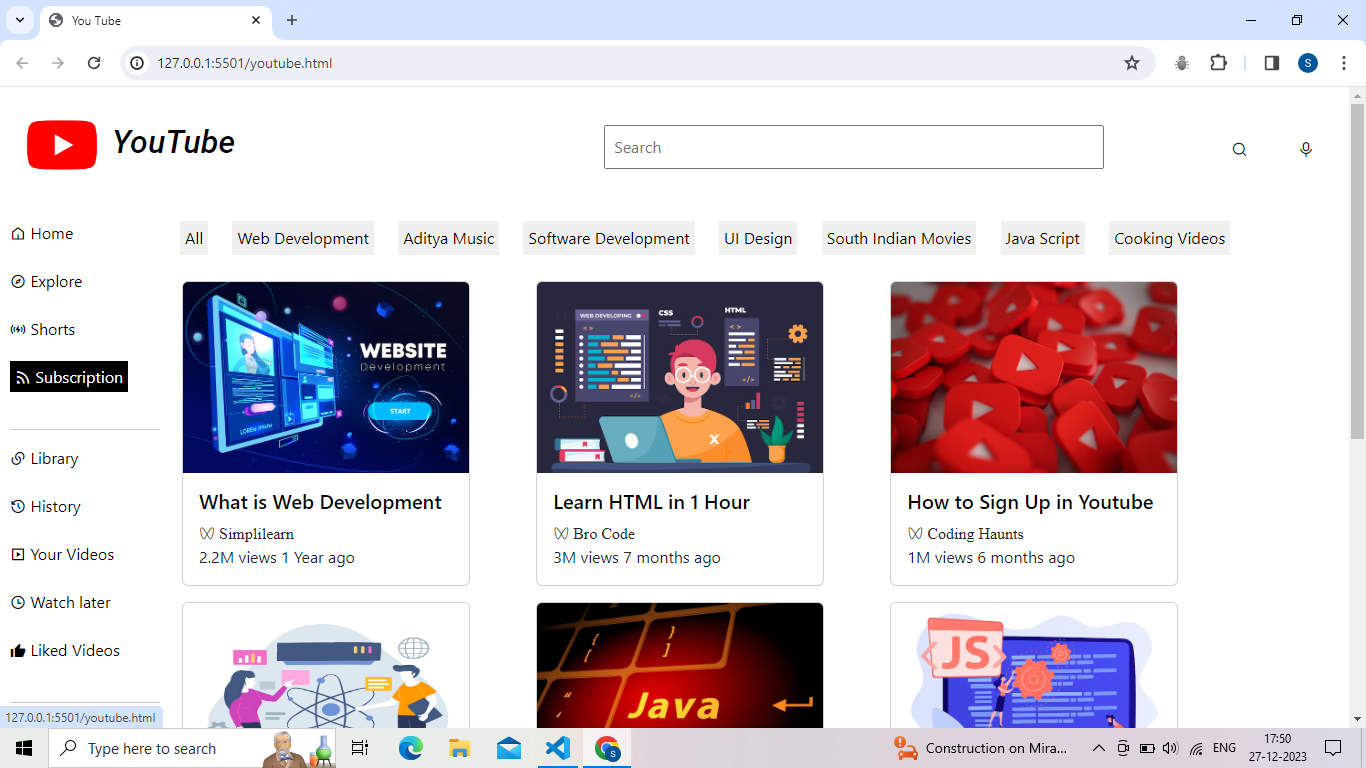 You Tube
127.0.0.1:5501/youtube.html
S
YouTube
Search
Home
Explore
Shorts
Subscription
Library
History
Your Videos
Watch later
Liked Videos
All Web Development Aditya Music Software Development UI Design South Indian Movies Java Script Cooking Videos
WEBSITE
Development
START
LOREM IPSUM
WEB DEVELOPING
CSS
HTML
What is Web Development
Simplilearn
2.2M views 1 Year ago
Learn HTML in 1 Hour
Bro Code
3M views 7 months ago
How to Sign Up in Youtube
Coding Haunts
1M views 6 months ago
Java
JS
127.0.0.1:5501/youtube.html
Type here to search
Construction on Mira...
ENG
17:50
27-12-2023